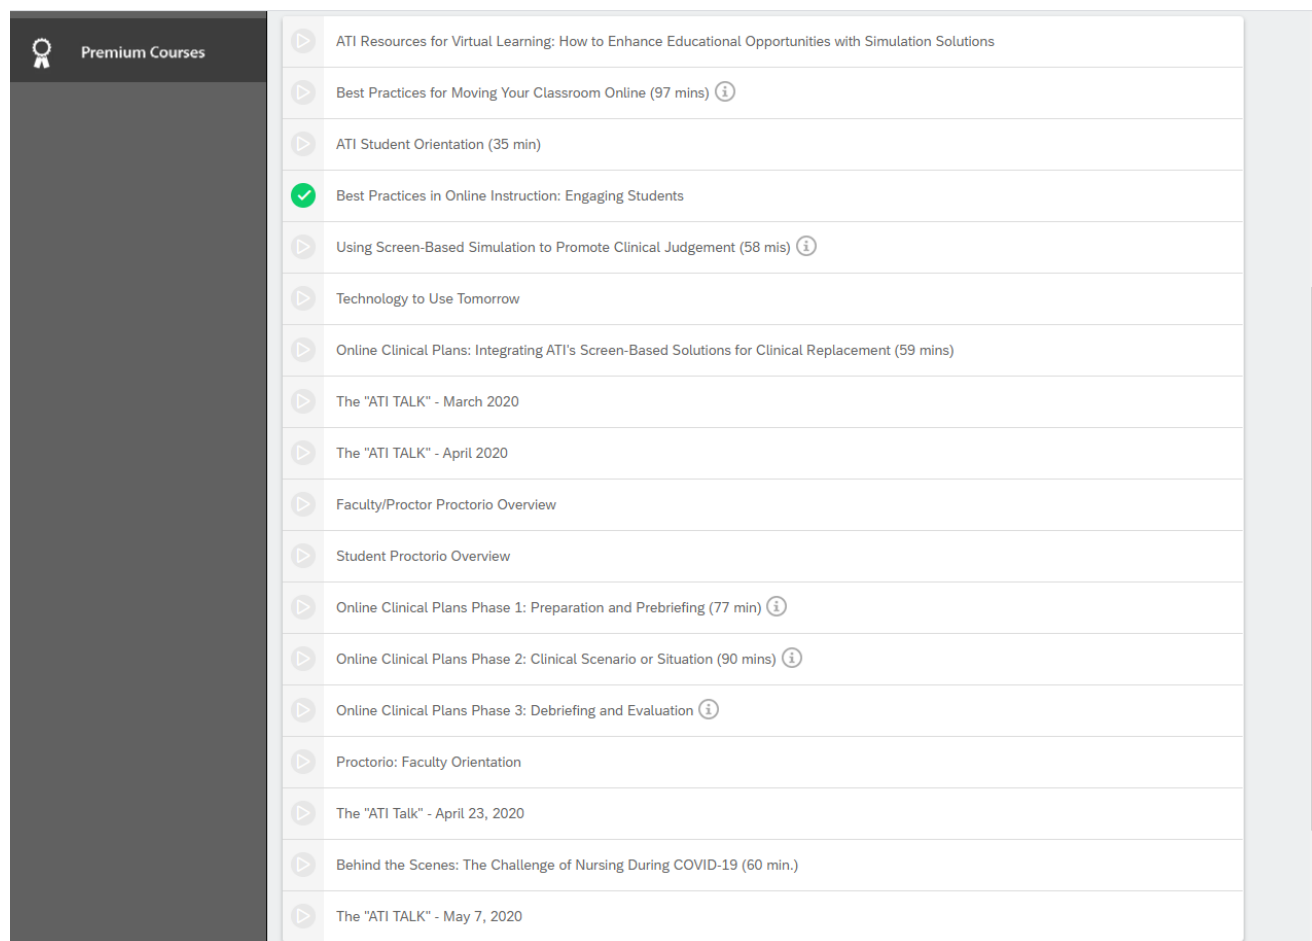 Premium Courses
ATI Resources for Virtual Learning: How to Enhance Educational Opportunities with Simulation Solutions
Best Practices for Moving Your Classroom Online (97 mins)
ATI Student Orientation (35 min)
Best Practices in Online Instruction: Engaging Students
Using Screen-Based Simulation to Promote Clinical Judgement (58 mis)
Technology to Use Tomorrow
Online Clinical Plans: Integrating ATI's Screen-Based Solutions for Clinical Replacement (59 mins)
The "ATI TALK" - March 2020
The "ATI TALK" - April 2020
Faculty/Proctor Proctorio Overview
Student Proctorio Overview
Online Clinical Plans Phase 1: Preparation and Prebriefing (77 min)
Online Clinical Plans Phase 2: Clinical Scenario or Situation (90 mins)
Online Clinical Plans Phase 3: Debriefing and Evaluation
Proctorio: Faculty Orientation
The "ATI Talk" - April 23, 2020
Behind the Scenes: The Challenge of Nursing During COVID-19 (60 min.)
The "ATI TALK" - May 7, 2020